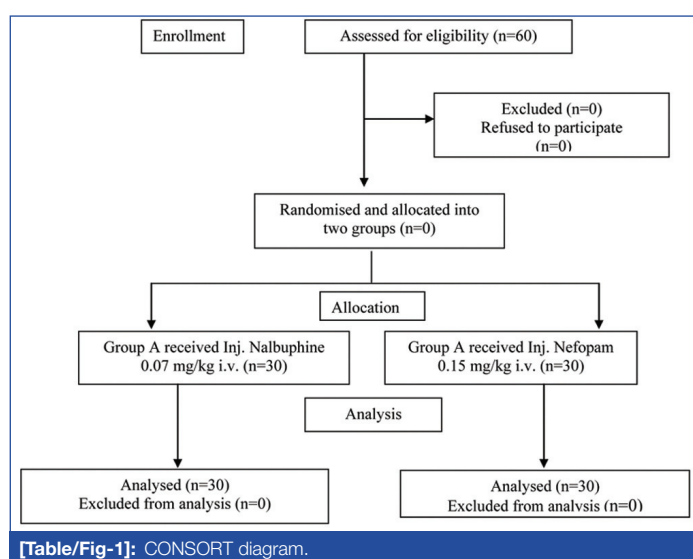 Enrollment
Assessed for eligibility (n=60)
Excluded (n=0)
Refused to participate
(n=0)
Randomised and allocated into
two groups (n=0)
Allocation
Group A received Inj. Nalbuphine
0.07 mg/kg i.v. (n=30)
Group A received Inj. Nefopam
0.15 mg/kg i.v. (n=30)
Analysis
Analysed (n=30)
Excluded from analysis (n=0)
Analysed (n=30)
Excluded from analysis (n=0)
[Table/Fig-1]: CONSORT diagram.